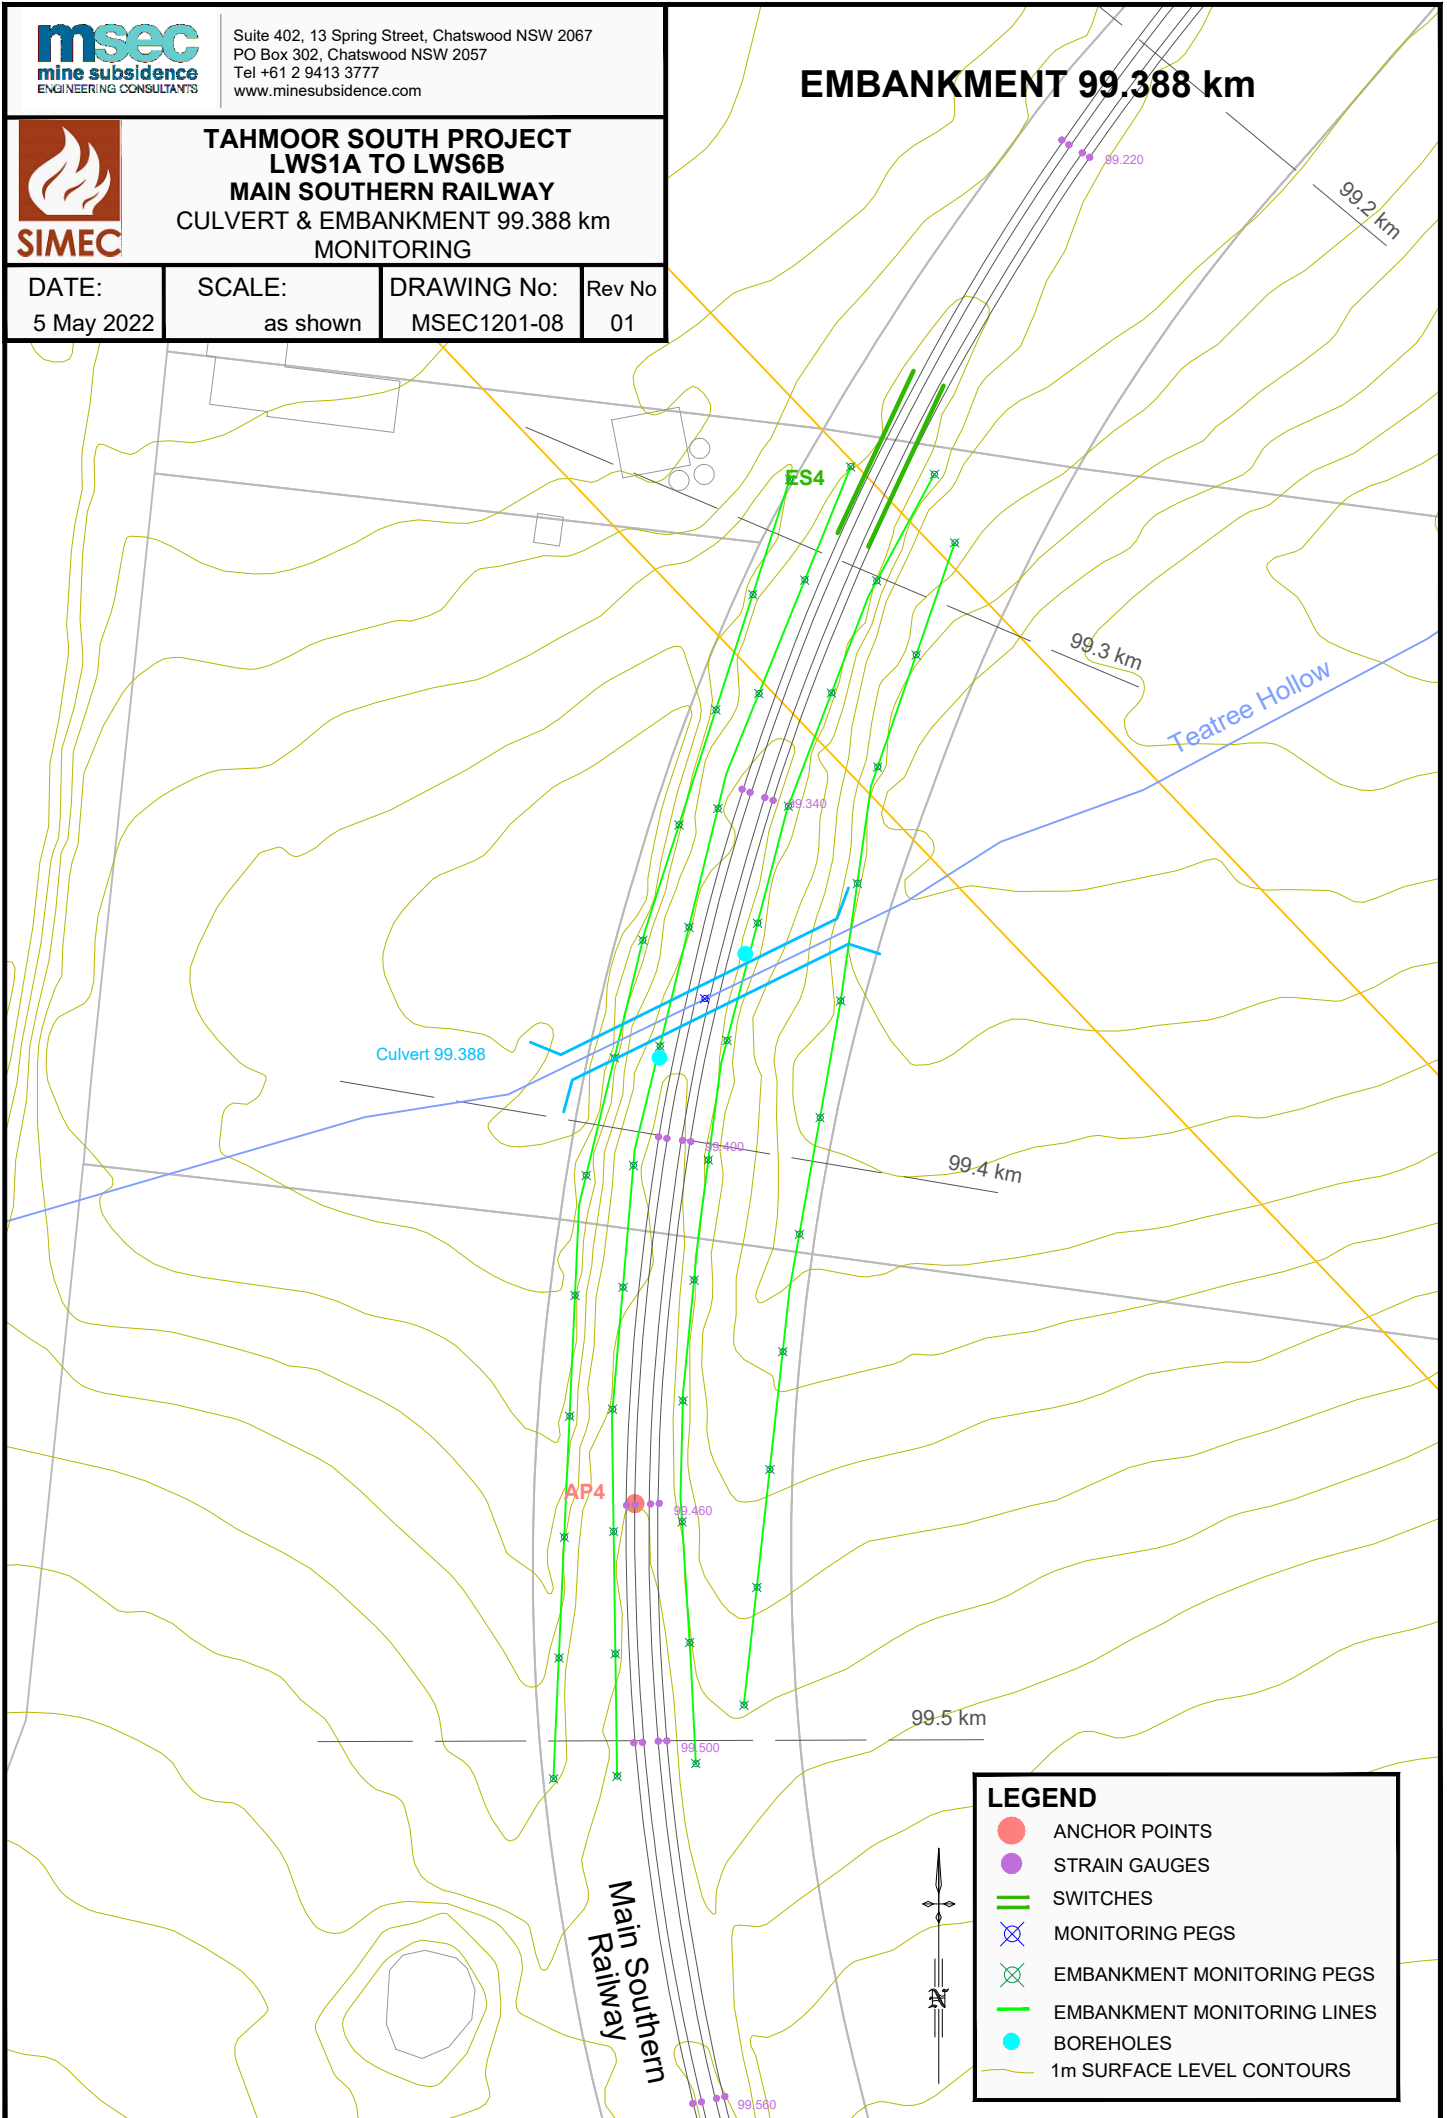 msec
mine subsidence
ENGINEERING CONSULTANTS
Suite 402, 13 Spring Street, Chatswood NSW 2067
PO Box 302, Chatswood NSW 2057
Tel +61 2 9413 3777
www.minesubsidence.com
EMBANKMENT 99.388 km
SIMEC
TAHMOOR SOUTH PROJECT
LWS1A TO LWS6B
MAIN SOUTHERN RAILWAY
CULVERT & EMBANKMENT 99.388 km
MONITORING
DATE:
5 May 2022
SCALE:
as shown
DRAWING No:
MSEC1201-08
Rev No
01
99.220
99.2 km
ES4
99.3 km
Teatree Hollow
99.340
Culvert 99.388
99.400
99.4 km
AP4
99.460
99.5 km
99.500
Main Southern
Railway
99.560
N
LEGEND
ANCHOR POINTS
STRAIN GAUGES
SWITCHES
MONITORING PEGS
EMBANKMENT MONITORING PEGS
EMBANKMENT MONITORING LINES
BOREHOLES
1m SURFACE LEVEL CONTOURS